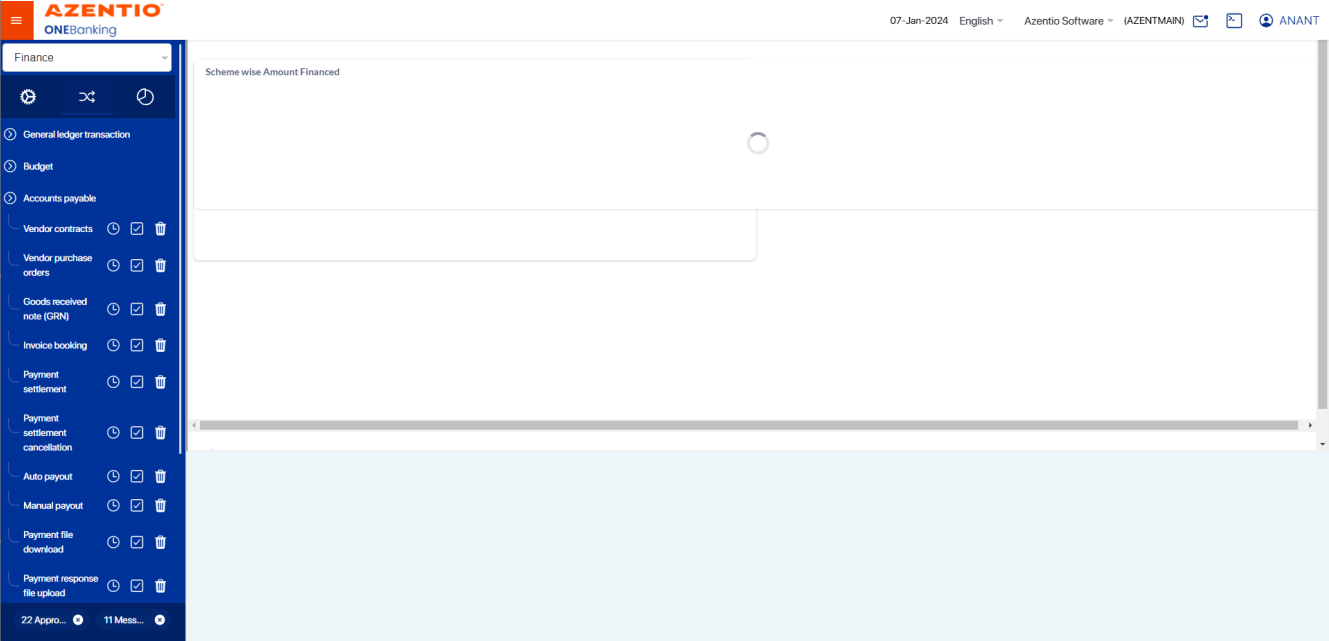 AZENTIO
ONEBanking
07-Jan-2024 English Azentio Software (AZENTMAIN) ANANT
Finance
Scheme wise Amount Financed
General ledger transaction
Budget
Accounts payable
Vendor contracts
Vendor purchase
orders
Goods received
note (GRN)
Invoice booking
Payment
settlement
Payment
settlement
cancellation
Auto payout
Manual payout
Payment file
download
Payment response
file upload
22 Appro... 11 Mess...